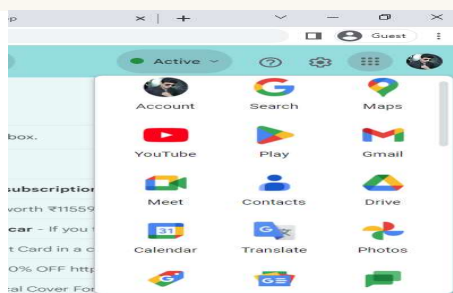 Guest
Active
Account Search Maps
box.
YouTube Play Gmail
subscription
Meet Contacts Drive
worth ₹11559
car - If you
31
Calendar Translate Photos
t Card in a c
0% OFF http
cal Cover For